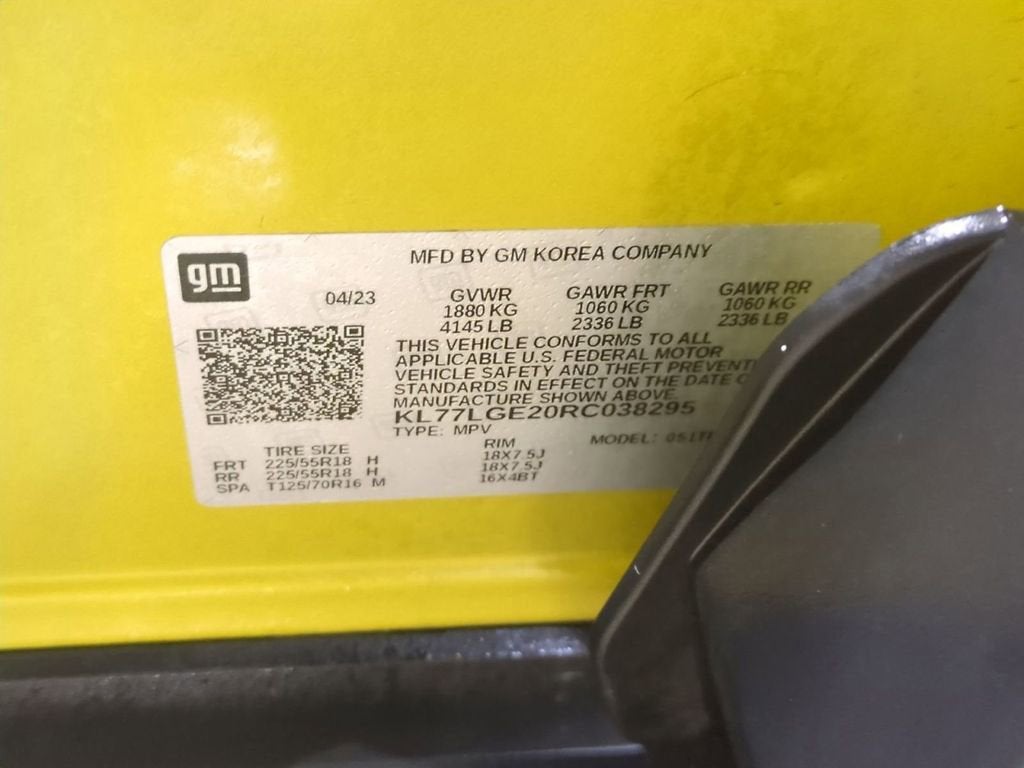 gm
MFD BY GM KOREA COMPANY
04/23
GVWR GAWR FRT GAWR RR
1880 KG 1060 KG 1060 KG
4145 LB 2336 LB 2336 LB
THIS VEHICLE CONFORMS TO ALL
APPLICABLE U.S. FEDERAL MOTOR
VEHICLE SAFETY AND THEFT PREVENTI
STANDARDS IN EFFECT ON THE DATE O
MANUFACTURE SHOWN ABOVE.
KL77LGE20RC038295
TYPE: MPV MODEL:
TIRE SIZE RIM
FRT 225/55R18 H 18X7.5J
RR 225/55R18 H 18X7.5J
SPA T125/70R16 M 16X4BT